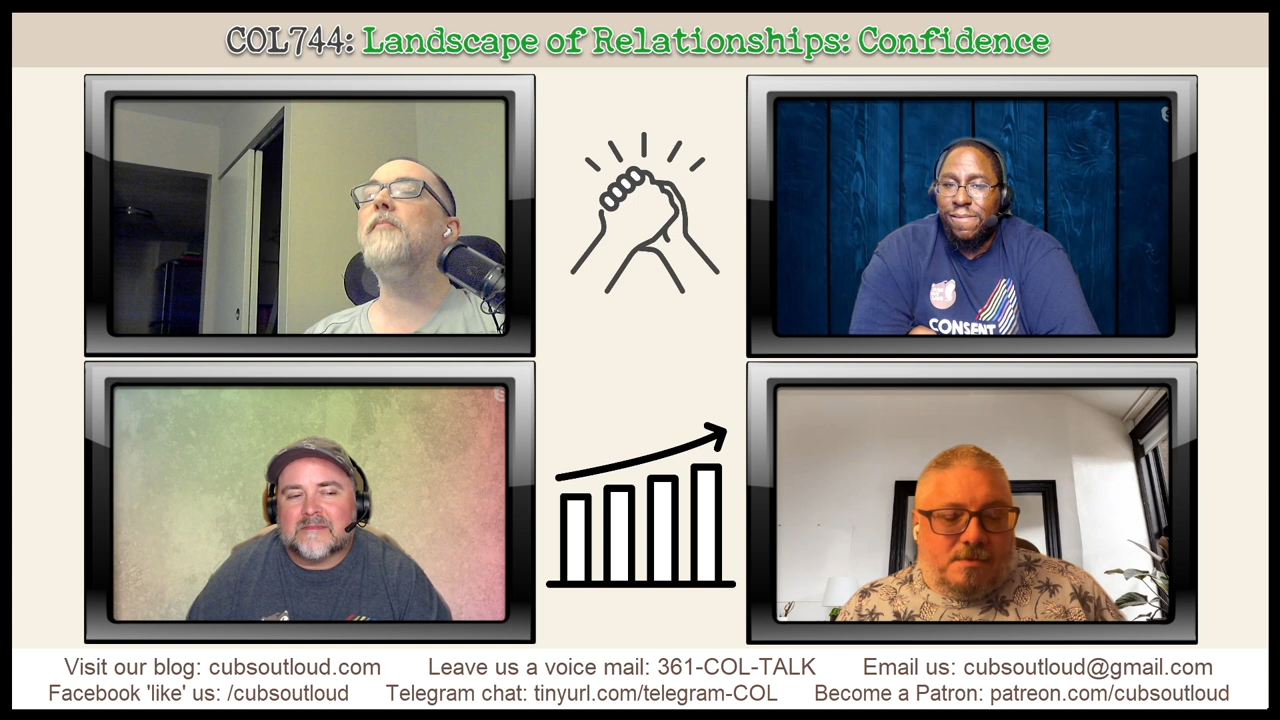 COL744: Landscape of Relationships: Confidence
CONSENT
Visit our blog: cubsoutloud.com Leave us a voice mail: 361-COL-TALK Email us: cubsoutloud@gmail.com
Facebook 'like' us: /cubsoutloud Telegram chat: tinyurl.com/telegram-COL Become a Patron: patreon.com/cubsoutloud